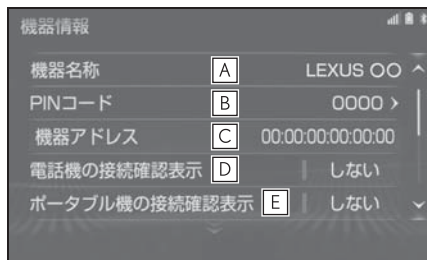 機器情報
機器名称 A LEXUS OO
PINコード B 0000 >
機器アドレス C 00:00:00:00:00:00
電話機の接続確認表示 D しない
ポータブル機の接続確認表示 E しない